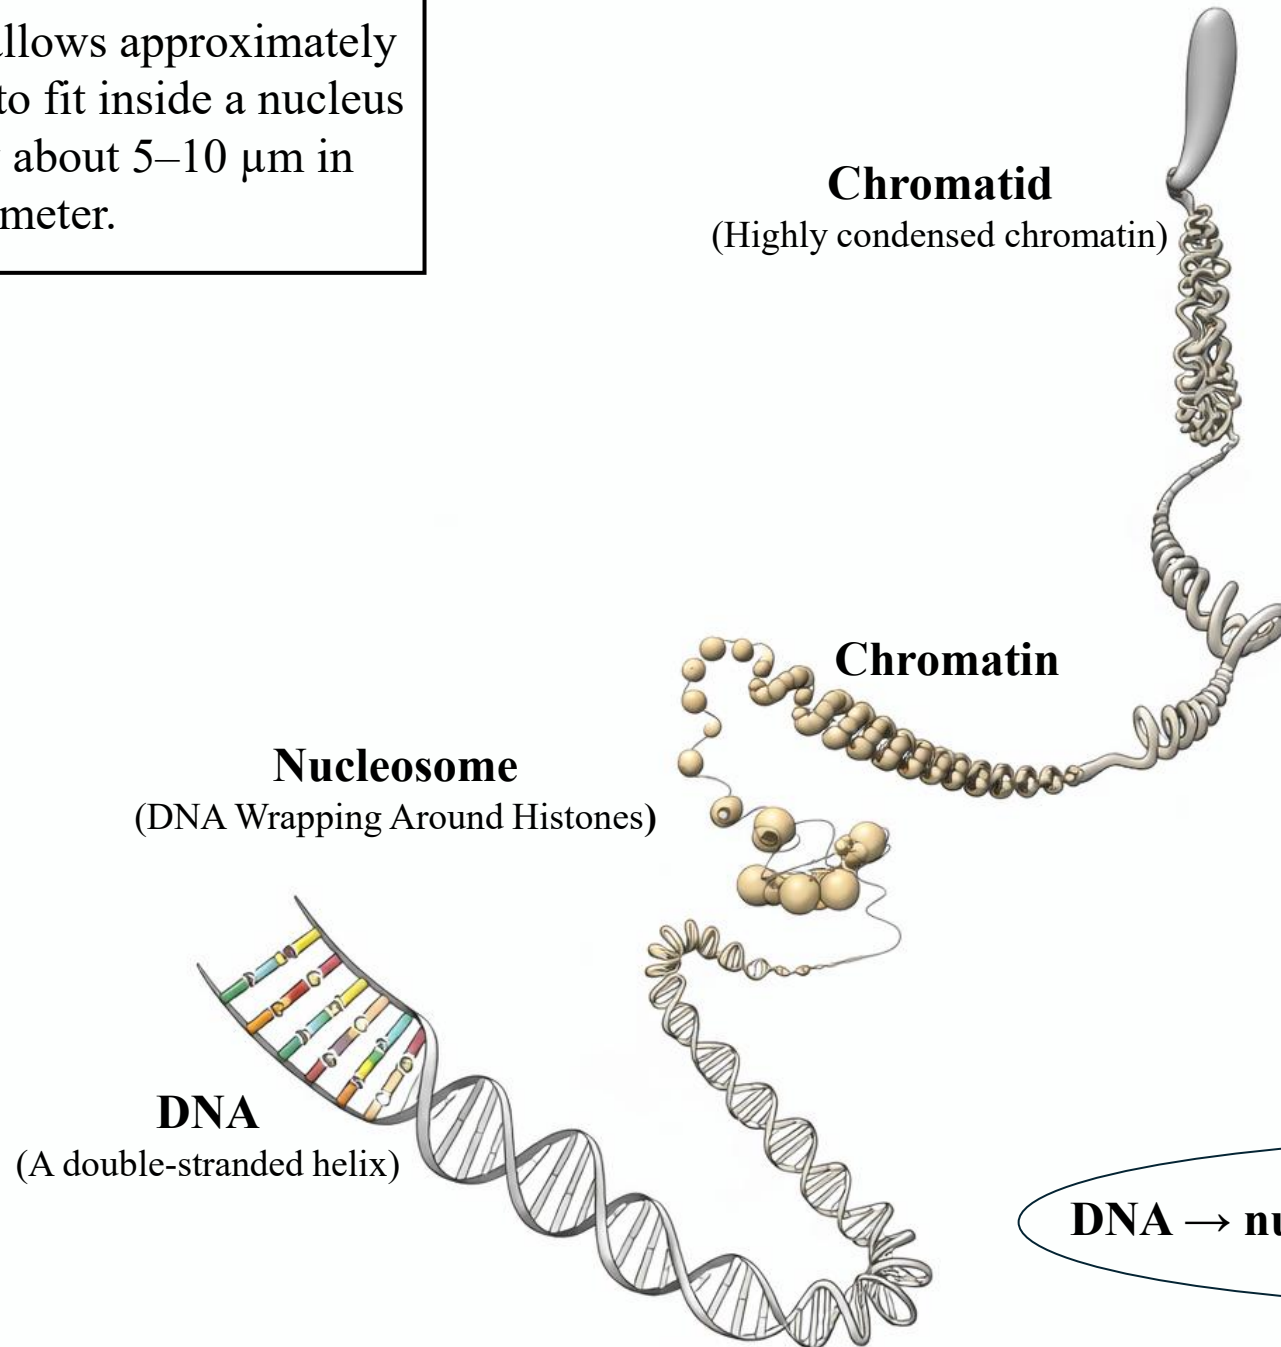 allows approximately
to fit inside a nucleus
about 5–10 µm in
meter.
Chromatid
(Highly condensed chromatin)
Chromatin
Nucleosome
(DNA Wrapping Around Histones)
DNA
(A double-stranded helix)
DNA → nu